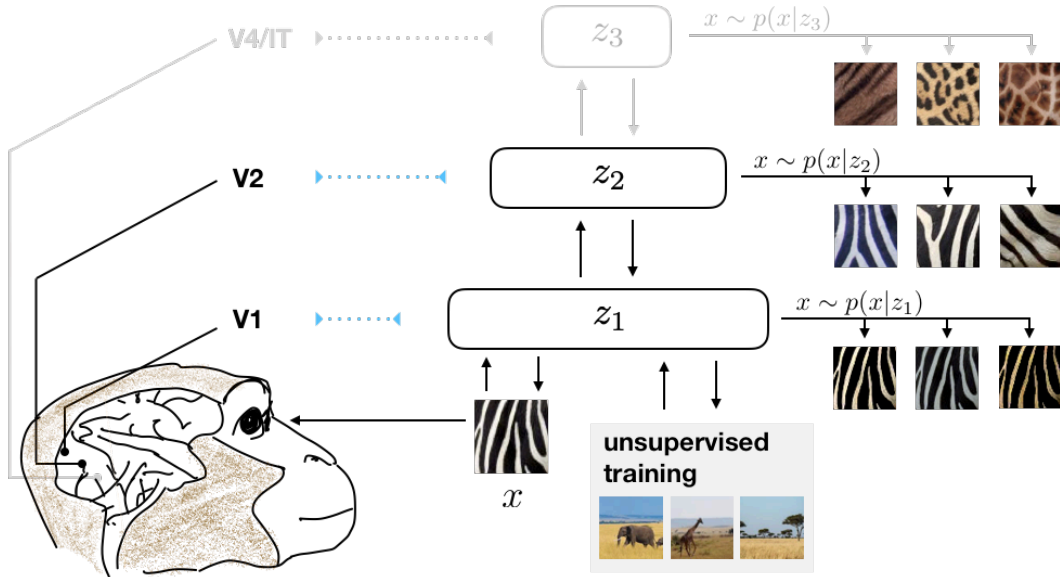 V4/IT
z₃
x ∼ p(x|z₃)
V2
z₂
x ∼ p(x|z₂)
V1
z₁
x ∼ p(x|z₁)
unsupervised
training
x